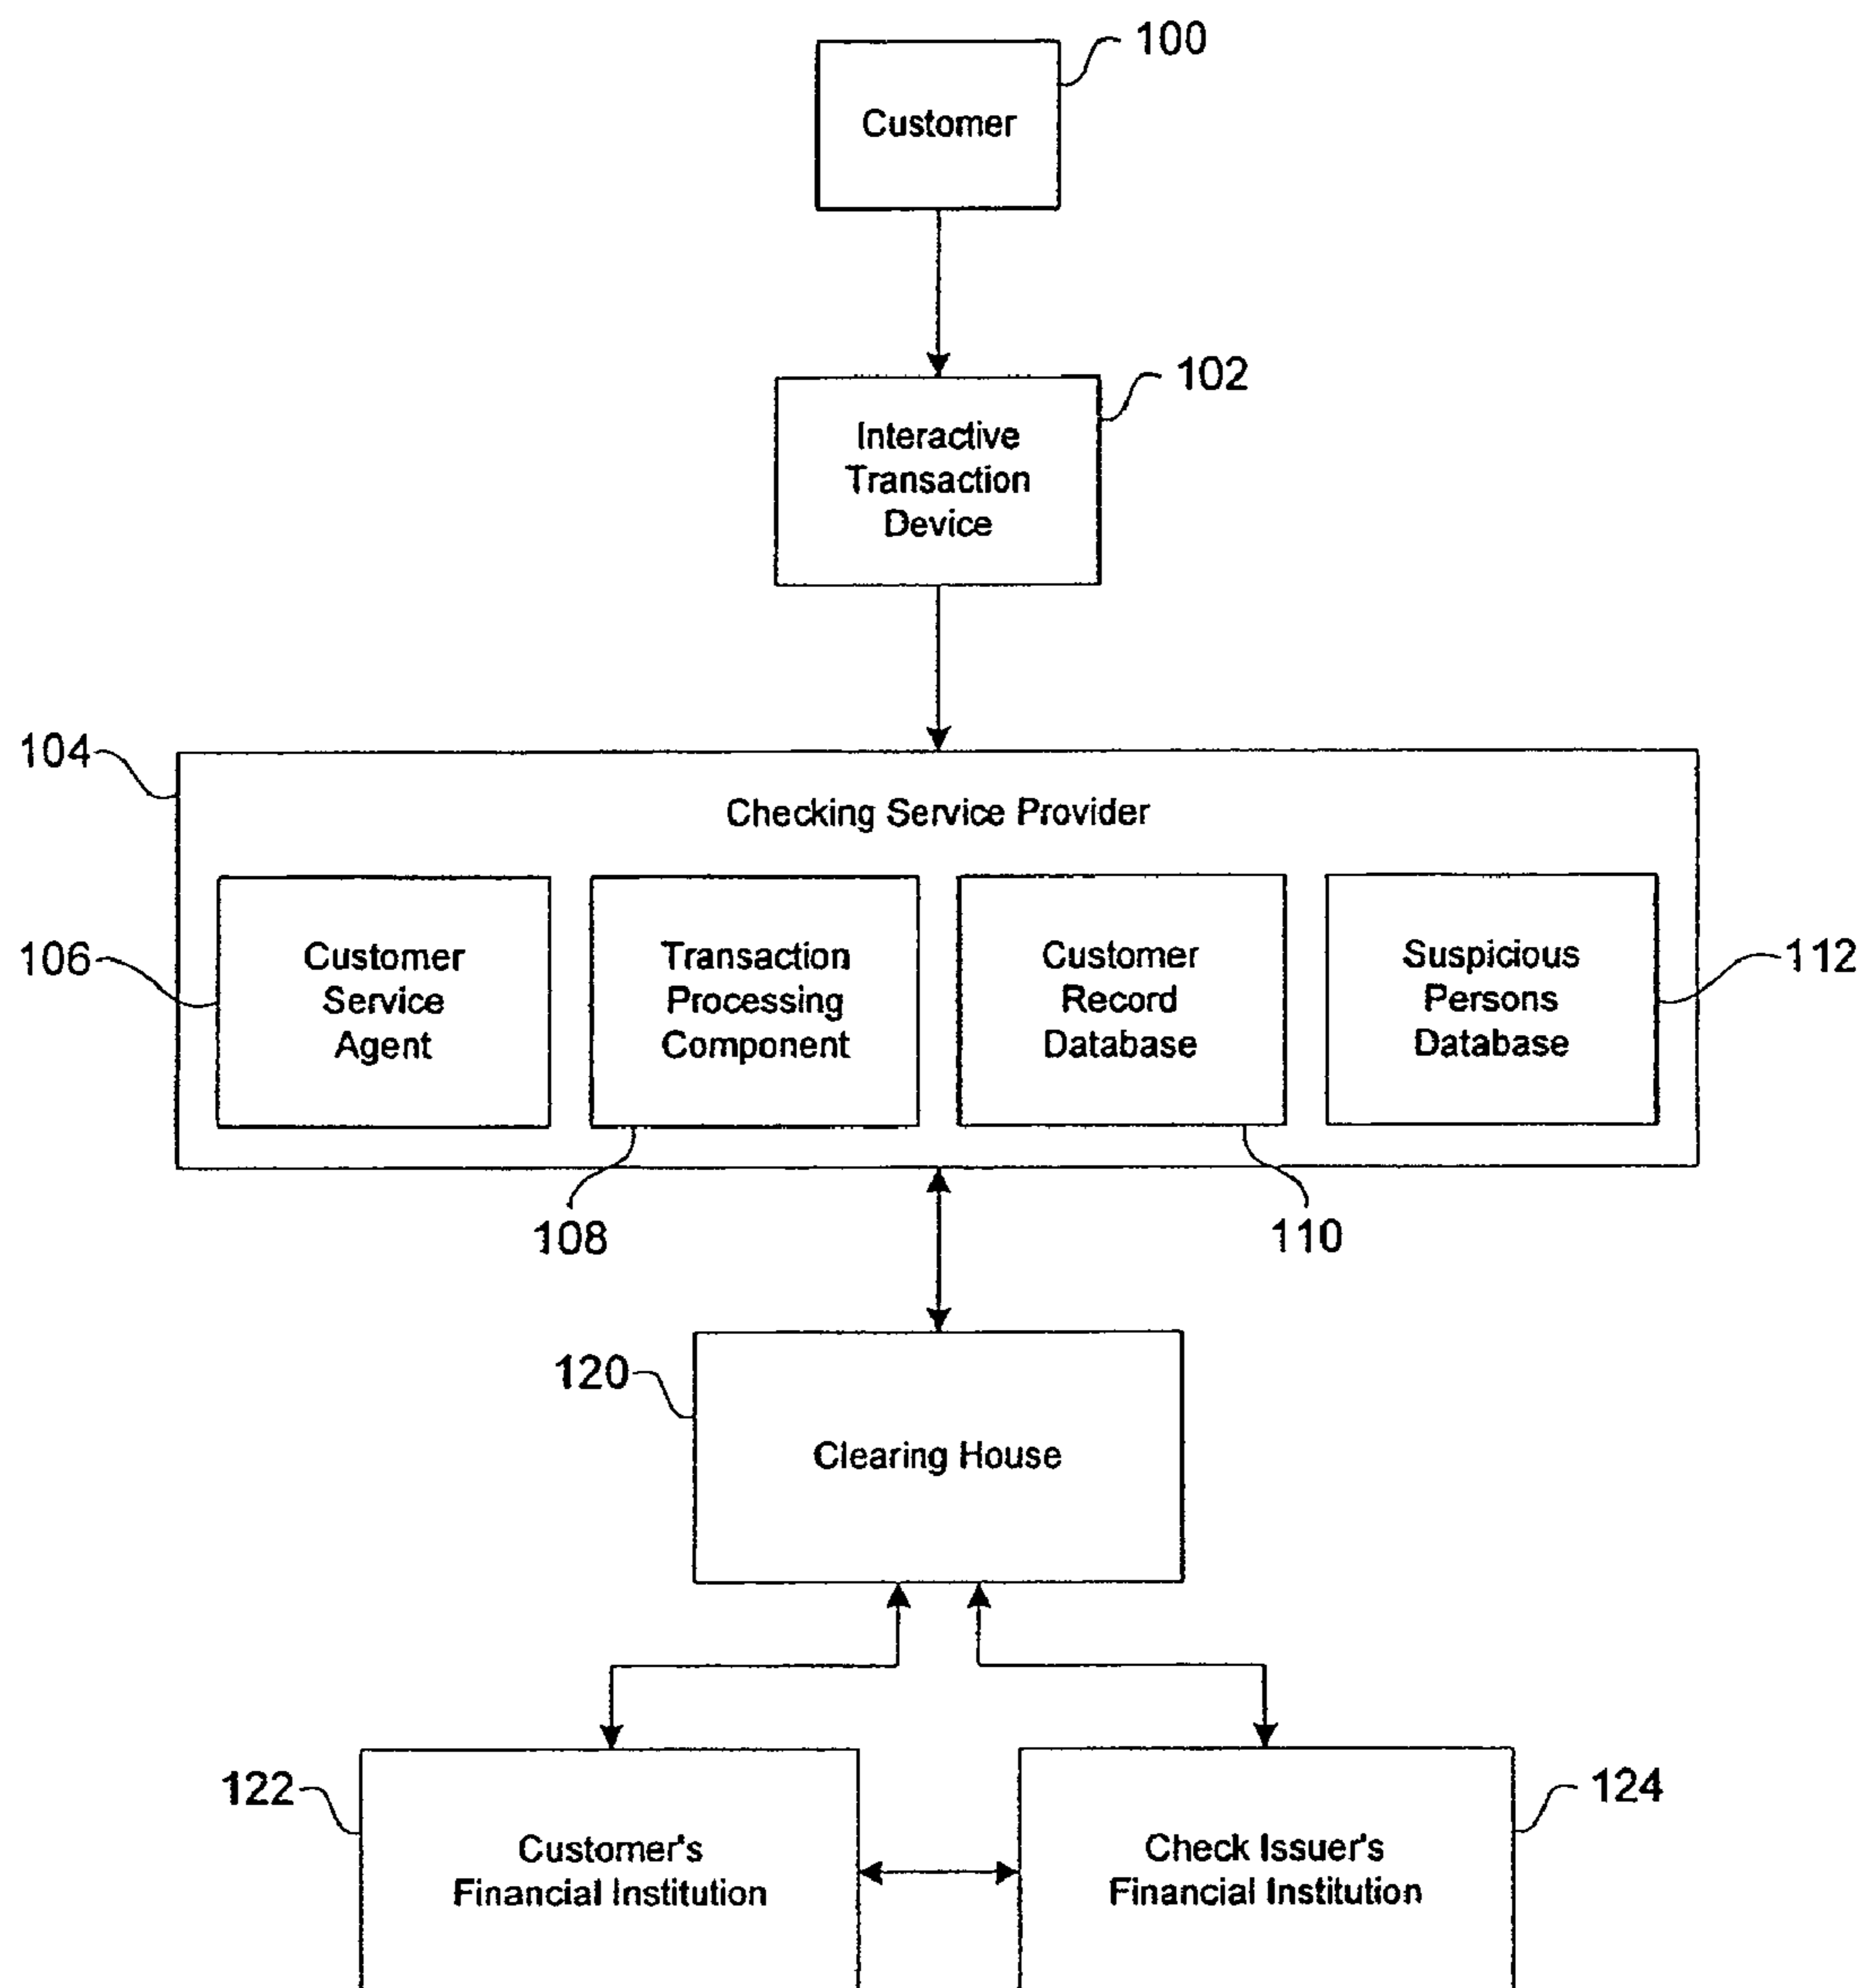 100
Customer
102
Interactive
Transaction
Device
104
Checking Service Provider
106
Customer
Service
Agent
Transaction
Processing
Component
Customer
Record
Database
Suspicious
Persons
Database
112
108
110
120
Clearing House
122
Customer's
Financial Institution
Check Issuer's
Financial Institution
124